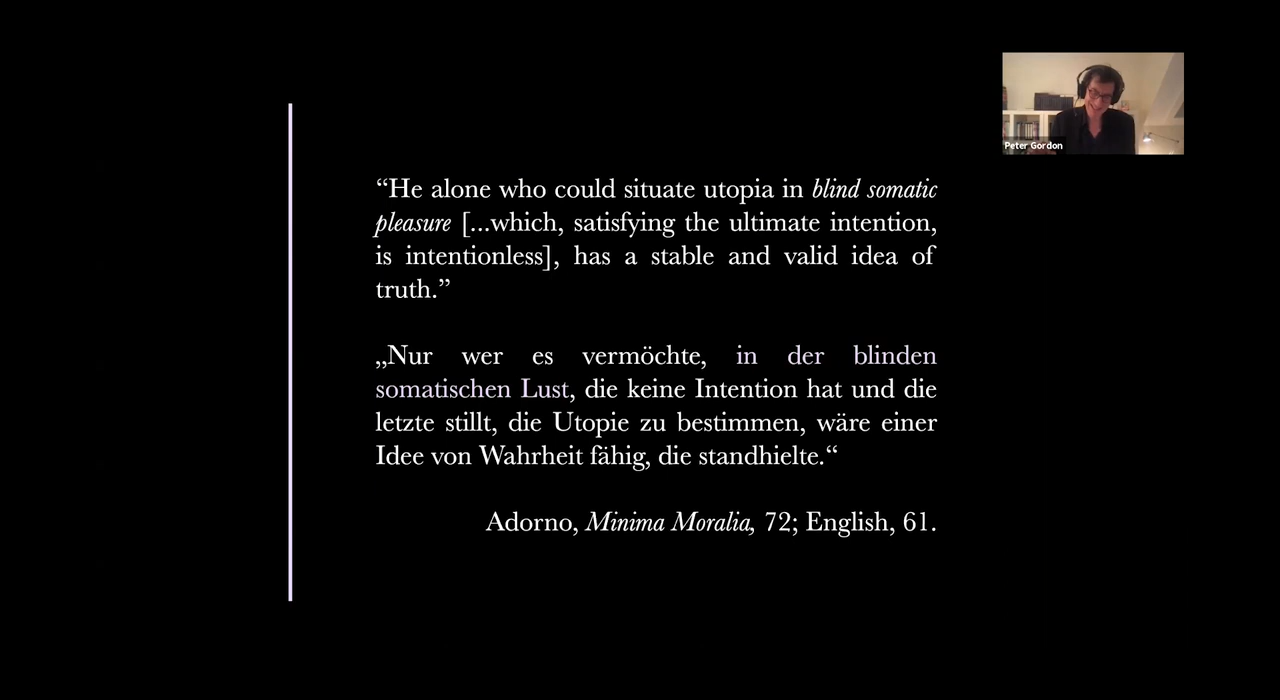 Peter Gordon
“He alone who could situate utopia in blind somatic
pleasure [...which, satisfying the ultimate intention,
is intentionless], has a stable and valid idea of
truth.”
„Nur wer es vermöchte, in der blinden
somatischen Lust, die keine Intention hat und die
letzte stillt, die Utopie zu bestimmen, wäre einer
Idee von Wahrheit fähig, die standhielte.“
Adorno, Minima Moralia, 72; English, 61.